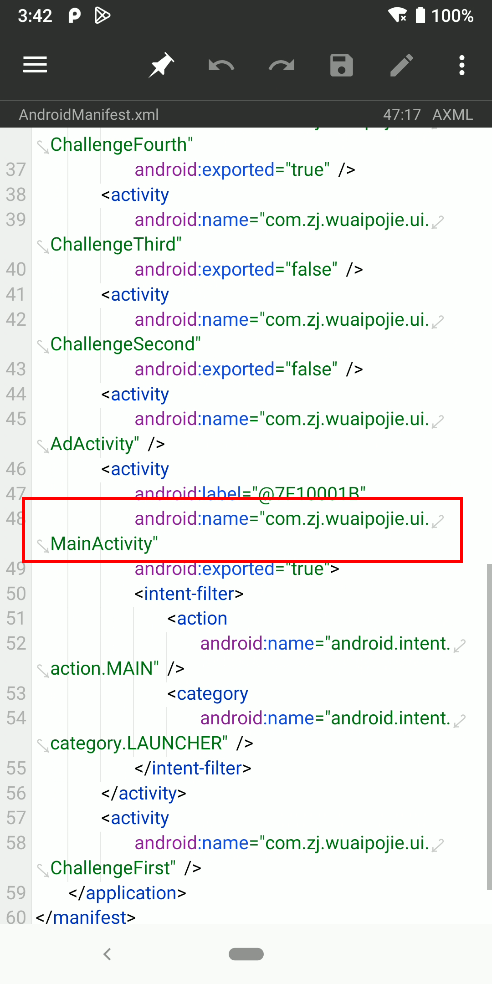 3:42 100%
AndroidManifest.xml 47:17 AXML
ChallengeFourth"
37 android:exported="true" />
38 <activity
39 android:name="com.zj.wuaipojie.ui.
ChallengeThird"
40 android:exported="false" />
41 <activity
42 android:name="com.zj.wuaipojie.ui.
ChallengeSecond"
43 android:exported="false" />
44 <activity
45 android:name="com.zj.wuaipojie.ui.
AdActivity" />
46 <activity
47 android:label="@7F10001B"
48 android:name="com.zj.wuaipojie.ui.
MainActivity"
49 android:exported="true">
50 <intent-filter>
51 <action
52 android:name="android.intent.
action.MAIN" />
53 <category
54 android:name="android.intent.
category.LAUNCHER" />
55 </intent-filter>
56 </activity>
57 <activity
58 android:name="com.zj.wuaipojie.ui.
ChallengeFirst" />
59 </application>
60 </manifest>